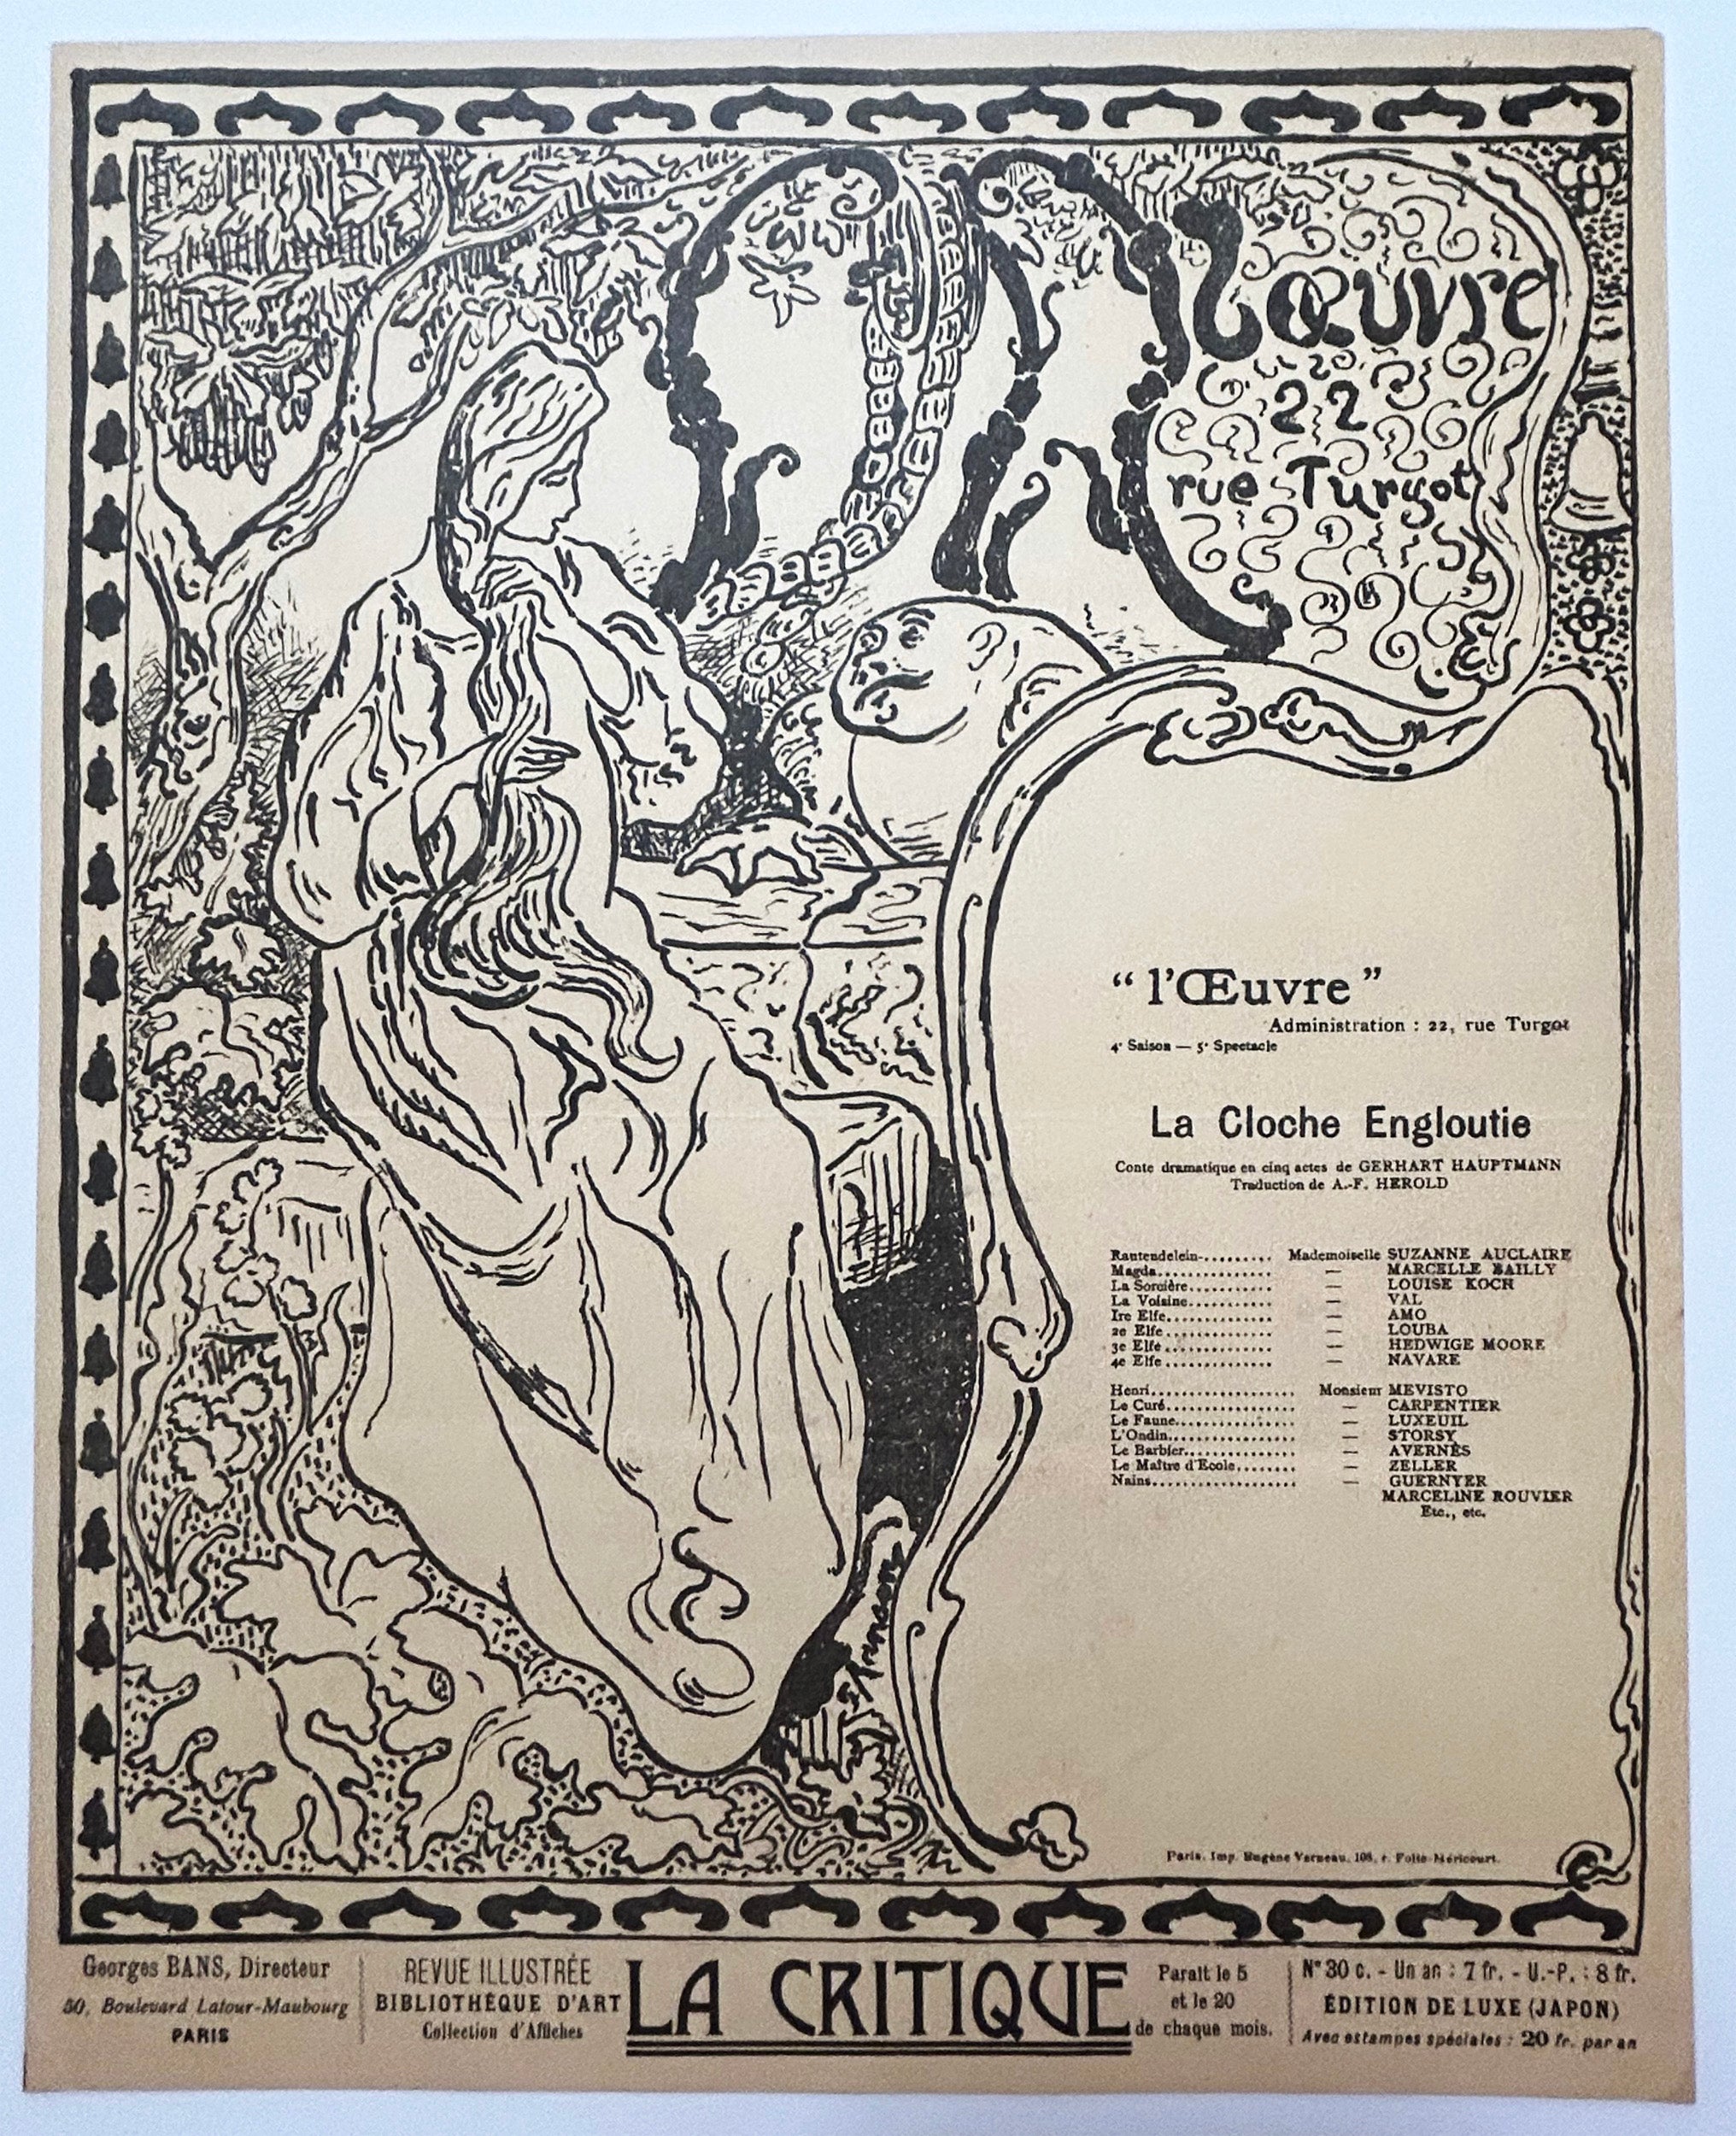 L'Œuvre
22
rue Turgot
“ l'Œuvre ”
Administration : 22, rue Turgot
4e Saison — 5e Spectacle
La Cloche Engloutie
Conte dramatique en cinq actes de GERHART HAUPTMANN
Traduction de A.-F. HEROLD
Rautendelein-......... Mademoiselle SUZANNE AUCLAIRE
Magda............... — MARCELLE BAILLY
La Sorcière........... — LOUISE KOCH
La Voisine........... — VAL
Ire Elfe.............. — AMO
2e Elfe.............. — LOUBA
3e Elfe.............. — HEDWIGE MOORE
4e Elfe.............. — NAVARE
Henri.................... Monsieur MEVISTO
Le Curé.................. — CARPENTIER
Le Faune................. — LUXEUIL
L'Ondin.................. — STORSY
Le Barbier............... — AVERNÈS
Le Maître d'Ecole........ — ZELLER
Nains.................... — GUERNYER
MARCELINE ROUVIER
Etc., etc.
Paris. Imp. Eugène Verneau, 108, r. Folie-Méricourt.
Georges BANS, Directeur
50, Boulevard Latour-Maubourg
PARIS
REVUE ILLUSTRÉE
BIBLIOTHÈQUE D'ART
Collection d'Affiches
LA CRITIQUE
Parait le 5
et le 20
de chaque mois.
N° 30 c. - Un an : 7 fr. - U.-P. : 8 fr.
ÉDITION DE LUXE (JAPON)
Avec estampes spéciales : 20 fr. par an